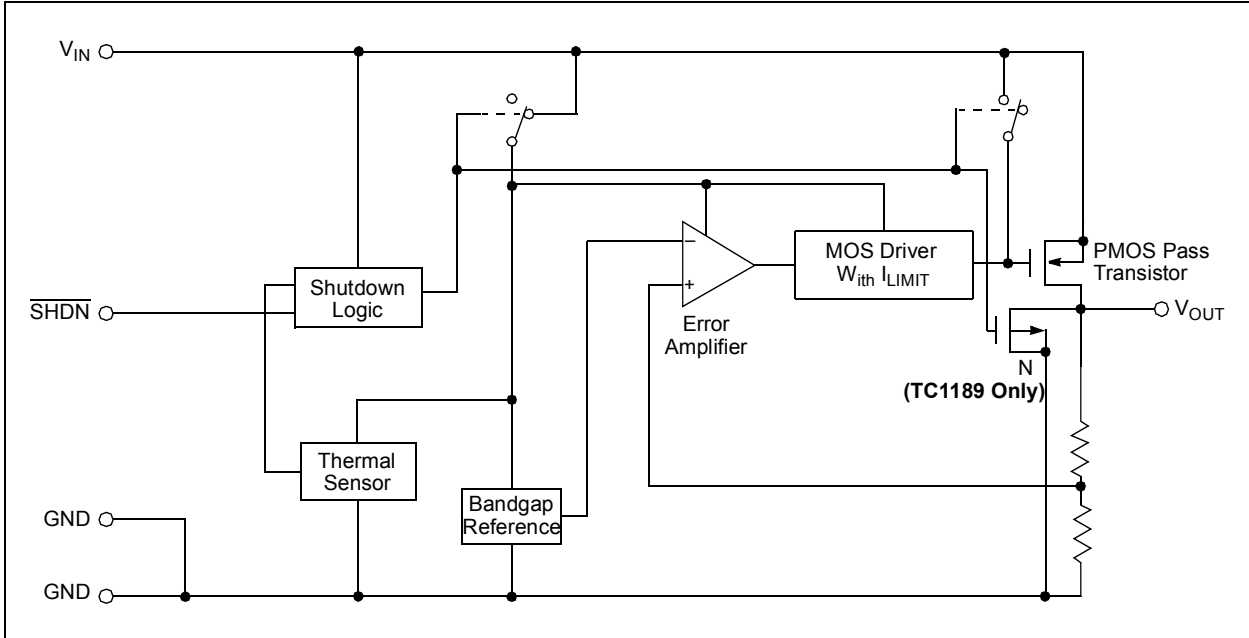 V_IN
SHDN
GND
GND
Shutdown
Logic
Thermal
Sensor
Bandgap
Reference
−
+
Error
Amplifier
MOS Driver
With I_LIMIT
PMOS Pass
Transistor
V_OUT
N
(TC1189 Only)